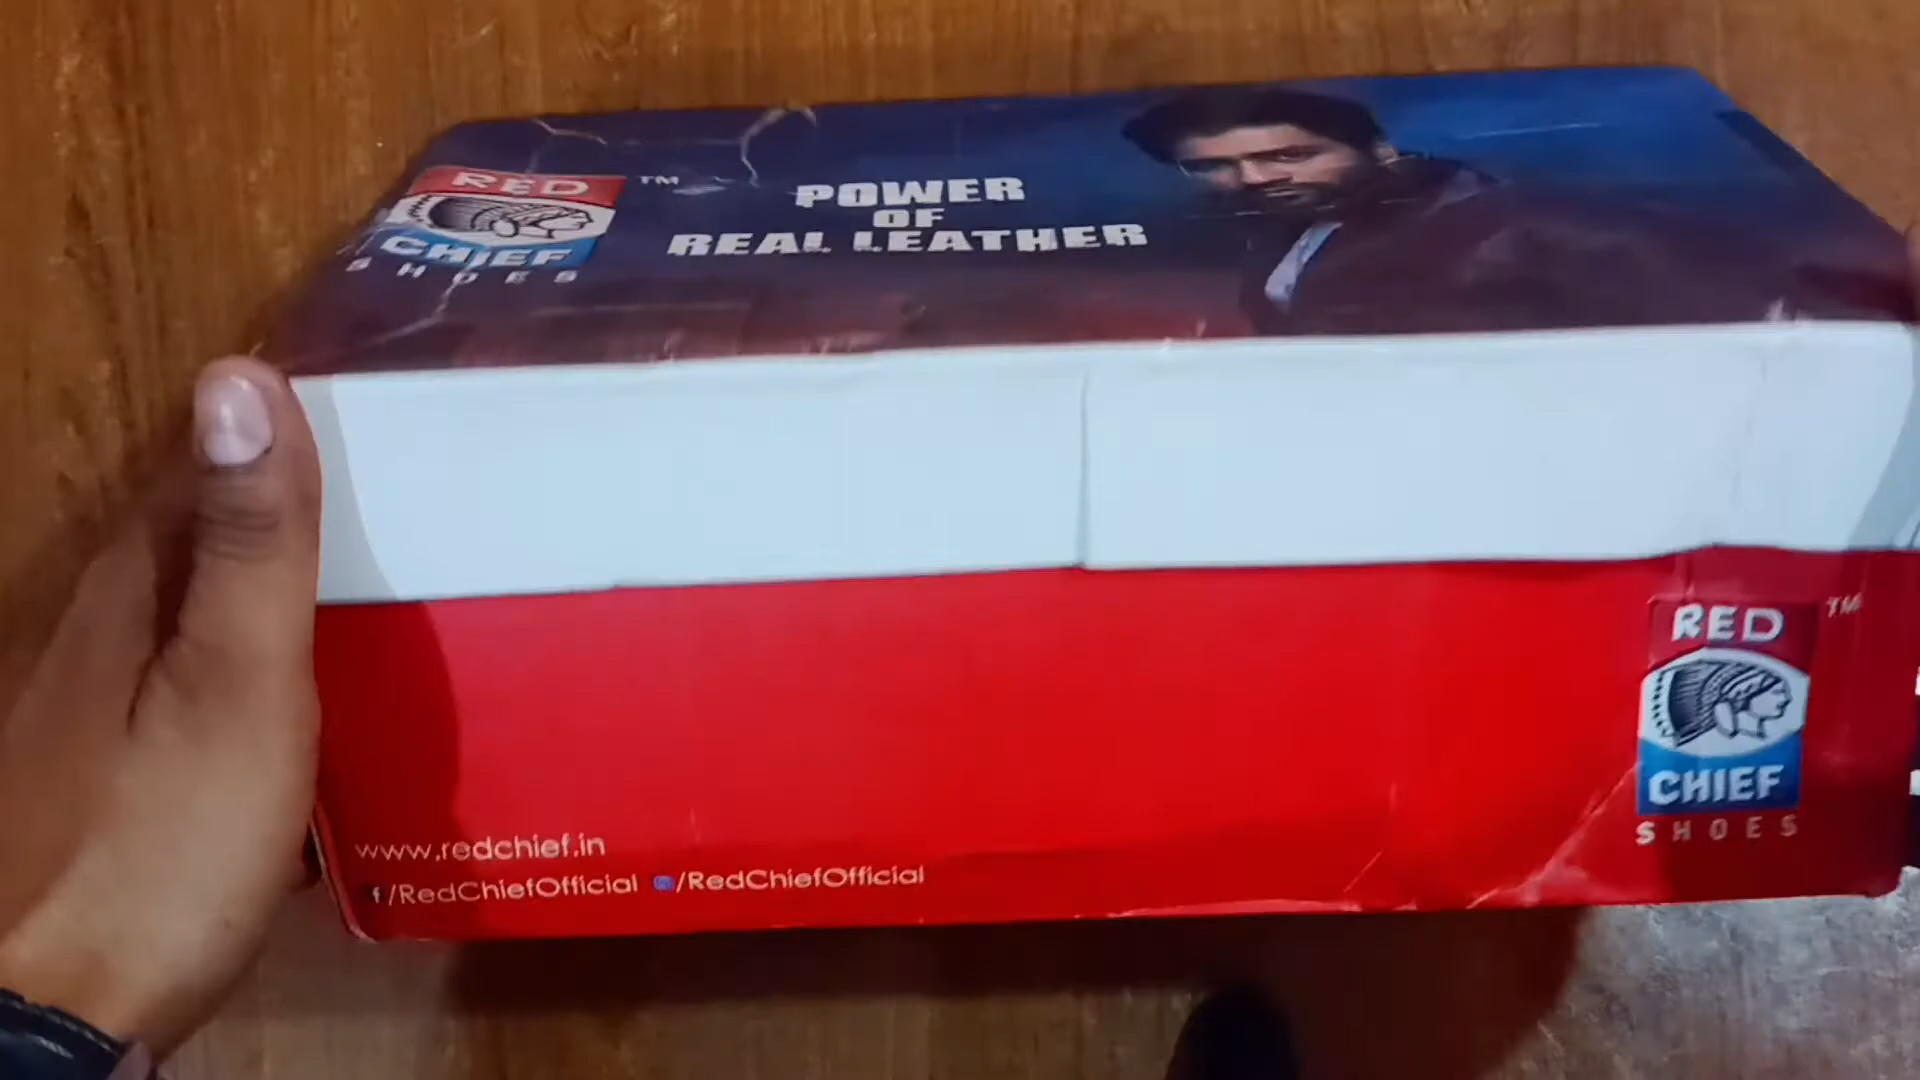 RED
CHIEF
SHOES
TM
POWER
OF
REAL LEATHER
RED
CHIEF
SHOES
TM
www.redchief.in
f/RedChiefOfficial /RedChiefOfficial